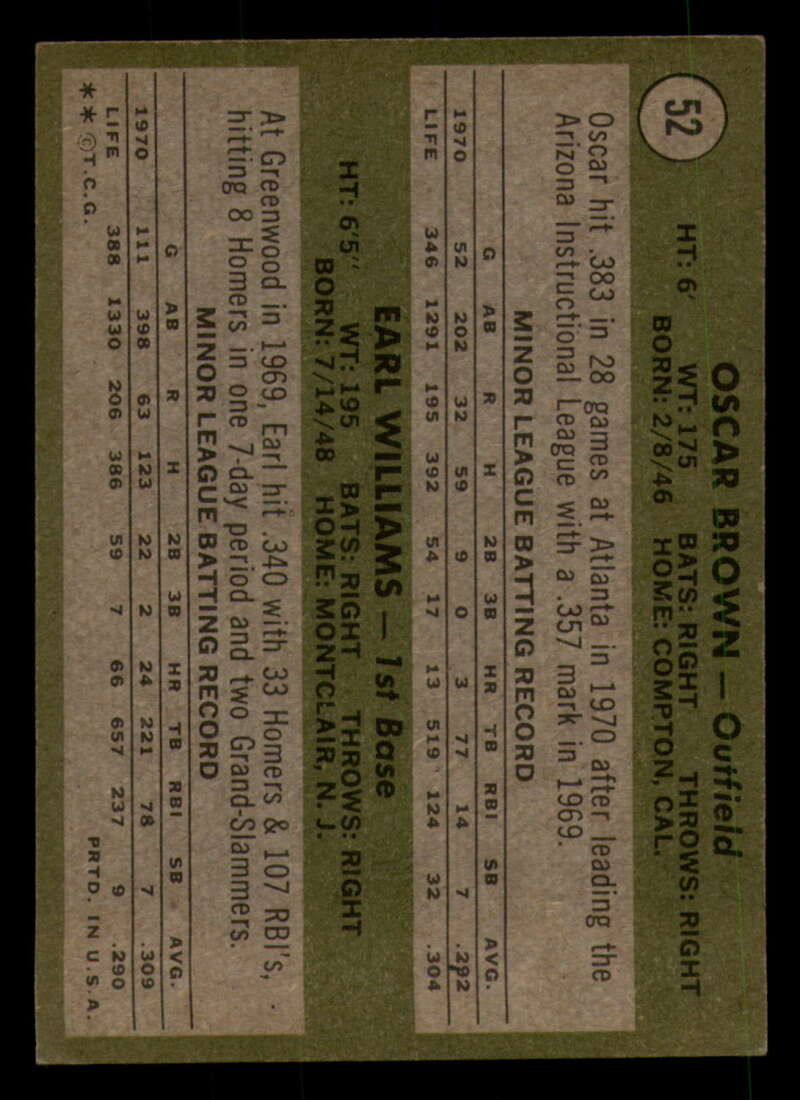 52
OSCAR BROWN — Outfield
HT: 6' WT: 175 BATS: RIGHT THROWS: RIGHT
BORN: 2/8/46 HOME: COMPTON, CAL.
Oscar hit .383 in 28 games at Atlanta in 1970 after leading the
Arizona Instructional League with a .357 mark in 1969.
MINOR LEAGUE BATTING RECORD
G AB R H 2B 3B HR TB RBI SB AVG.
1970 52 202 32 59 9 0 3 77 14 7 .292
LIFE 346 1291 195 392 54 17 13 519 124 32 .304
EARL WILLIAMS — 1st Base
HT: 6'5" WT: 195 BATS: RIGHT THROWS: RIGHT
BORN: 7/14/48 HOME: MONTCLAIR, N. J.
At Greenwood in 1969, Earl hit .340 with 33 Homers & 107 RBI's,
hitting 8 Homers in one 7-day period and two Grand-Slammers.
MINOR LEAGUE BATTING RECORD
G AB R H 2B 3B HR TB RBI SB AVG.
1970 111 398 63 123 22 2 24 221 78 7 .309
LIFE 388 1330 206 386 59 7 66 657 237 9 .290
**©T.C.G. PRTD. IN U.S.A.